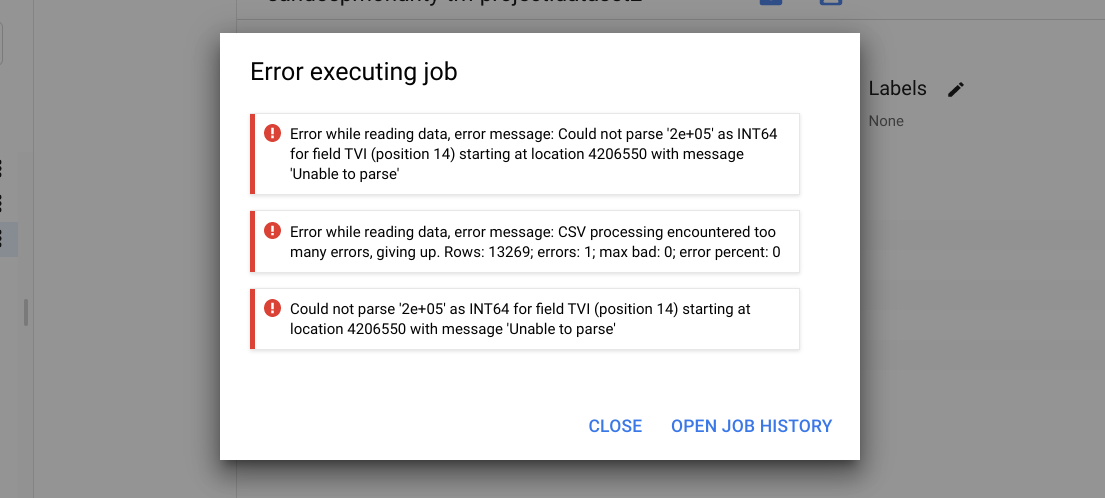 Error executing job
Labels
None
Error while reading data, error message: Could not parse '2e+05' as INT64
for field TVI (position 14) starting at location 4206550 with message
'Unable to parse'
Error while reading data, error message: CSV processing encountered too
many errors, giving up. Rows: 13269; errors: 1; max bad: 0; error percent: 0
Could not parse '2e+05' as INT64 for field TVI (position 14) starting at
location 4206550 with message 'Unable to parse'
CLOSE OPEN JOB HISTORY